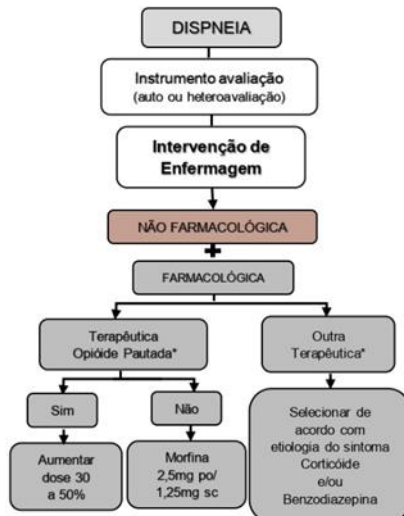 DISPNEIA
Instrumento avaliação
(auto ou heteroavaliação)
Intervenção de
Enfermagem
NÃO FARMACOLÓGICA
+
FARMACOLÓGICA
Terapêutica
Opióide Pautada*
Outra
Terapêutica*
Sim
Não
Aumentar
dose 30
a 50%
Morfina
2,5mg po/
1,25mg sc
Selecionar de
acordo com
etiologia do sintoma
Corticóide
e/ou
Benzodiazepina